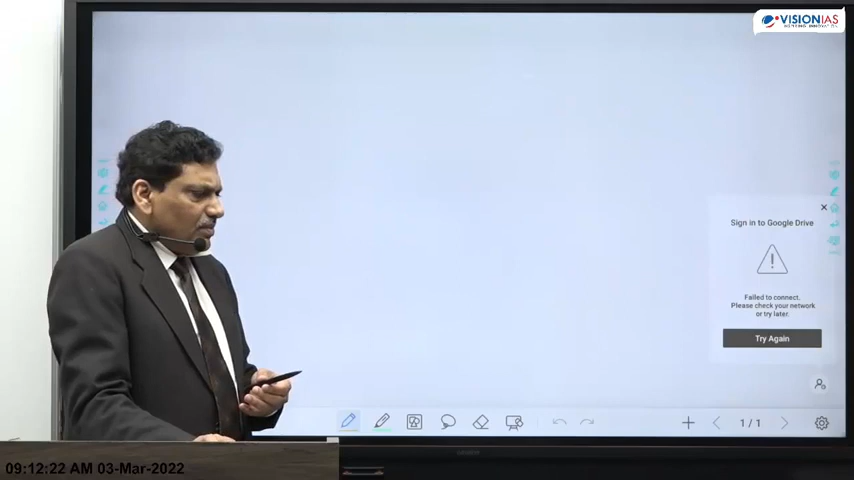 VISIONIAS
Sign in to Google Drive
Failed to connect.
Please check your network
or try later.
Try Again
1 / 1
09:12:22 AM 03-Mar-2022